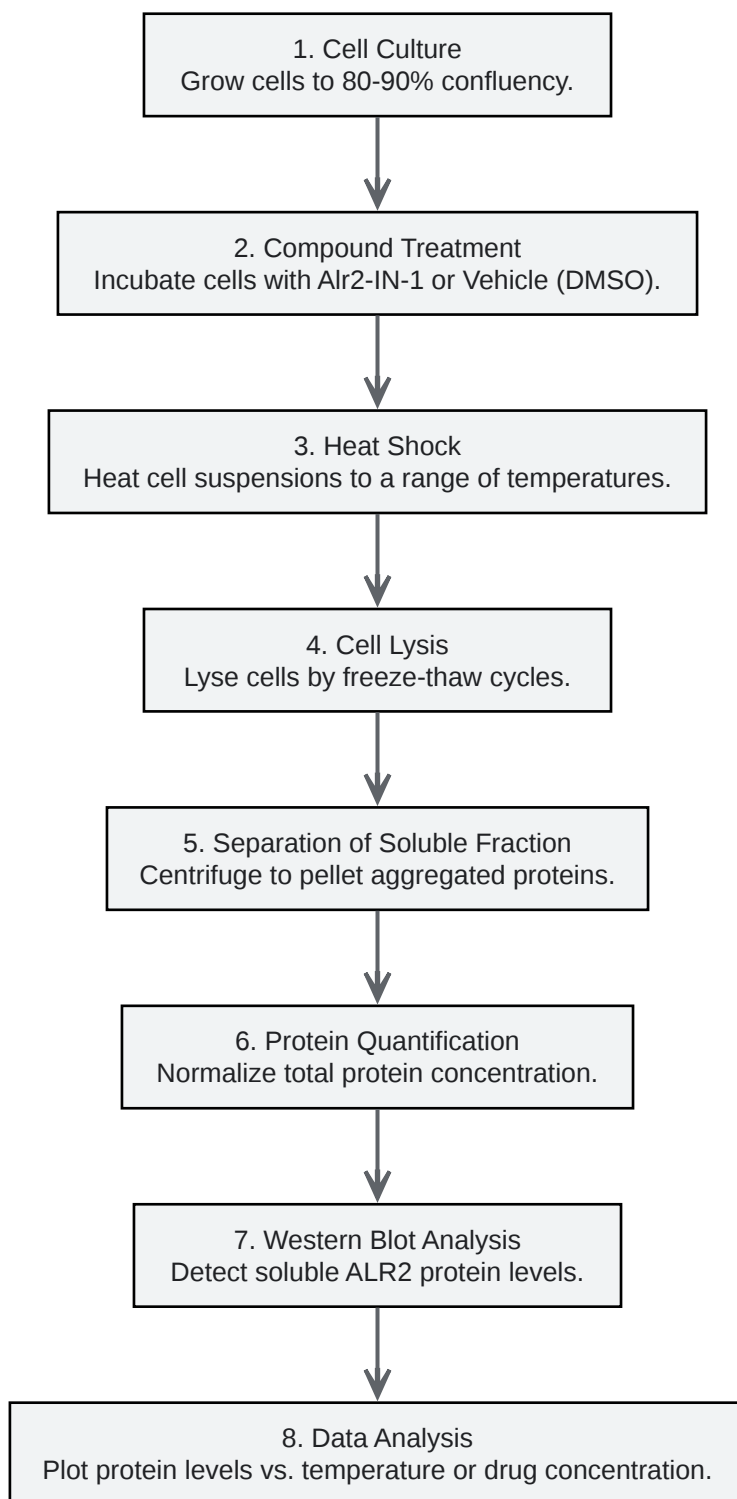 1. Cell Culture
Grow cells to 80-90% confluency.
2. Compound Treatment
Incubate cells with Alr2-IN-1 or Vehicle (DMSO).
3. Heat Shock
Heat cell suspensions to a range of temperatures.
4. Cell Lysis
Lyse cells by freeze-thaw cycles.
5. Separation of Soluble Fraction
Centrifuge to pellet aggregated proteins.
6. Protein Quantification
Normalize total protein concentration.
7. Western Blot Analysis
Detect soluble ALR2 protein levels.
8. Data Analysis
Plot protein levels vs. temperature or drug concentration.